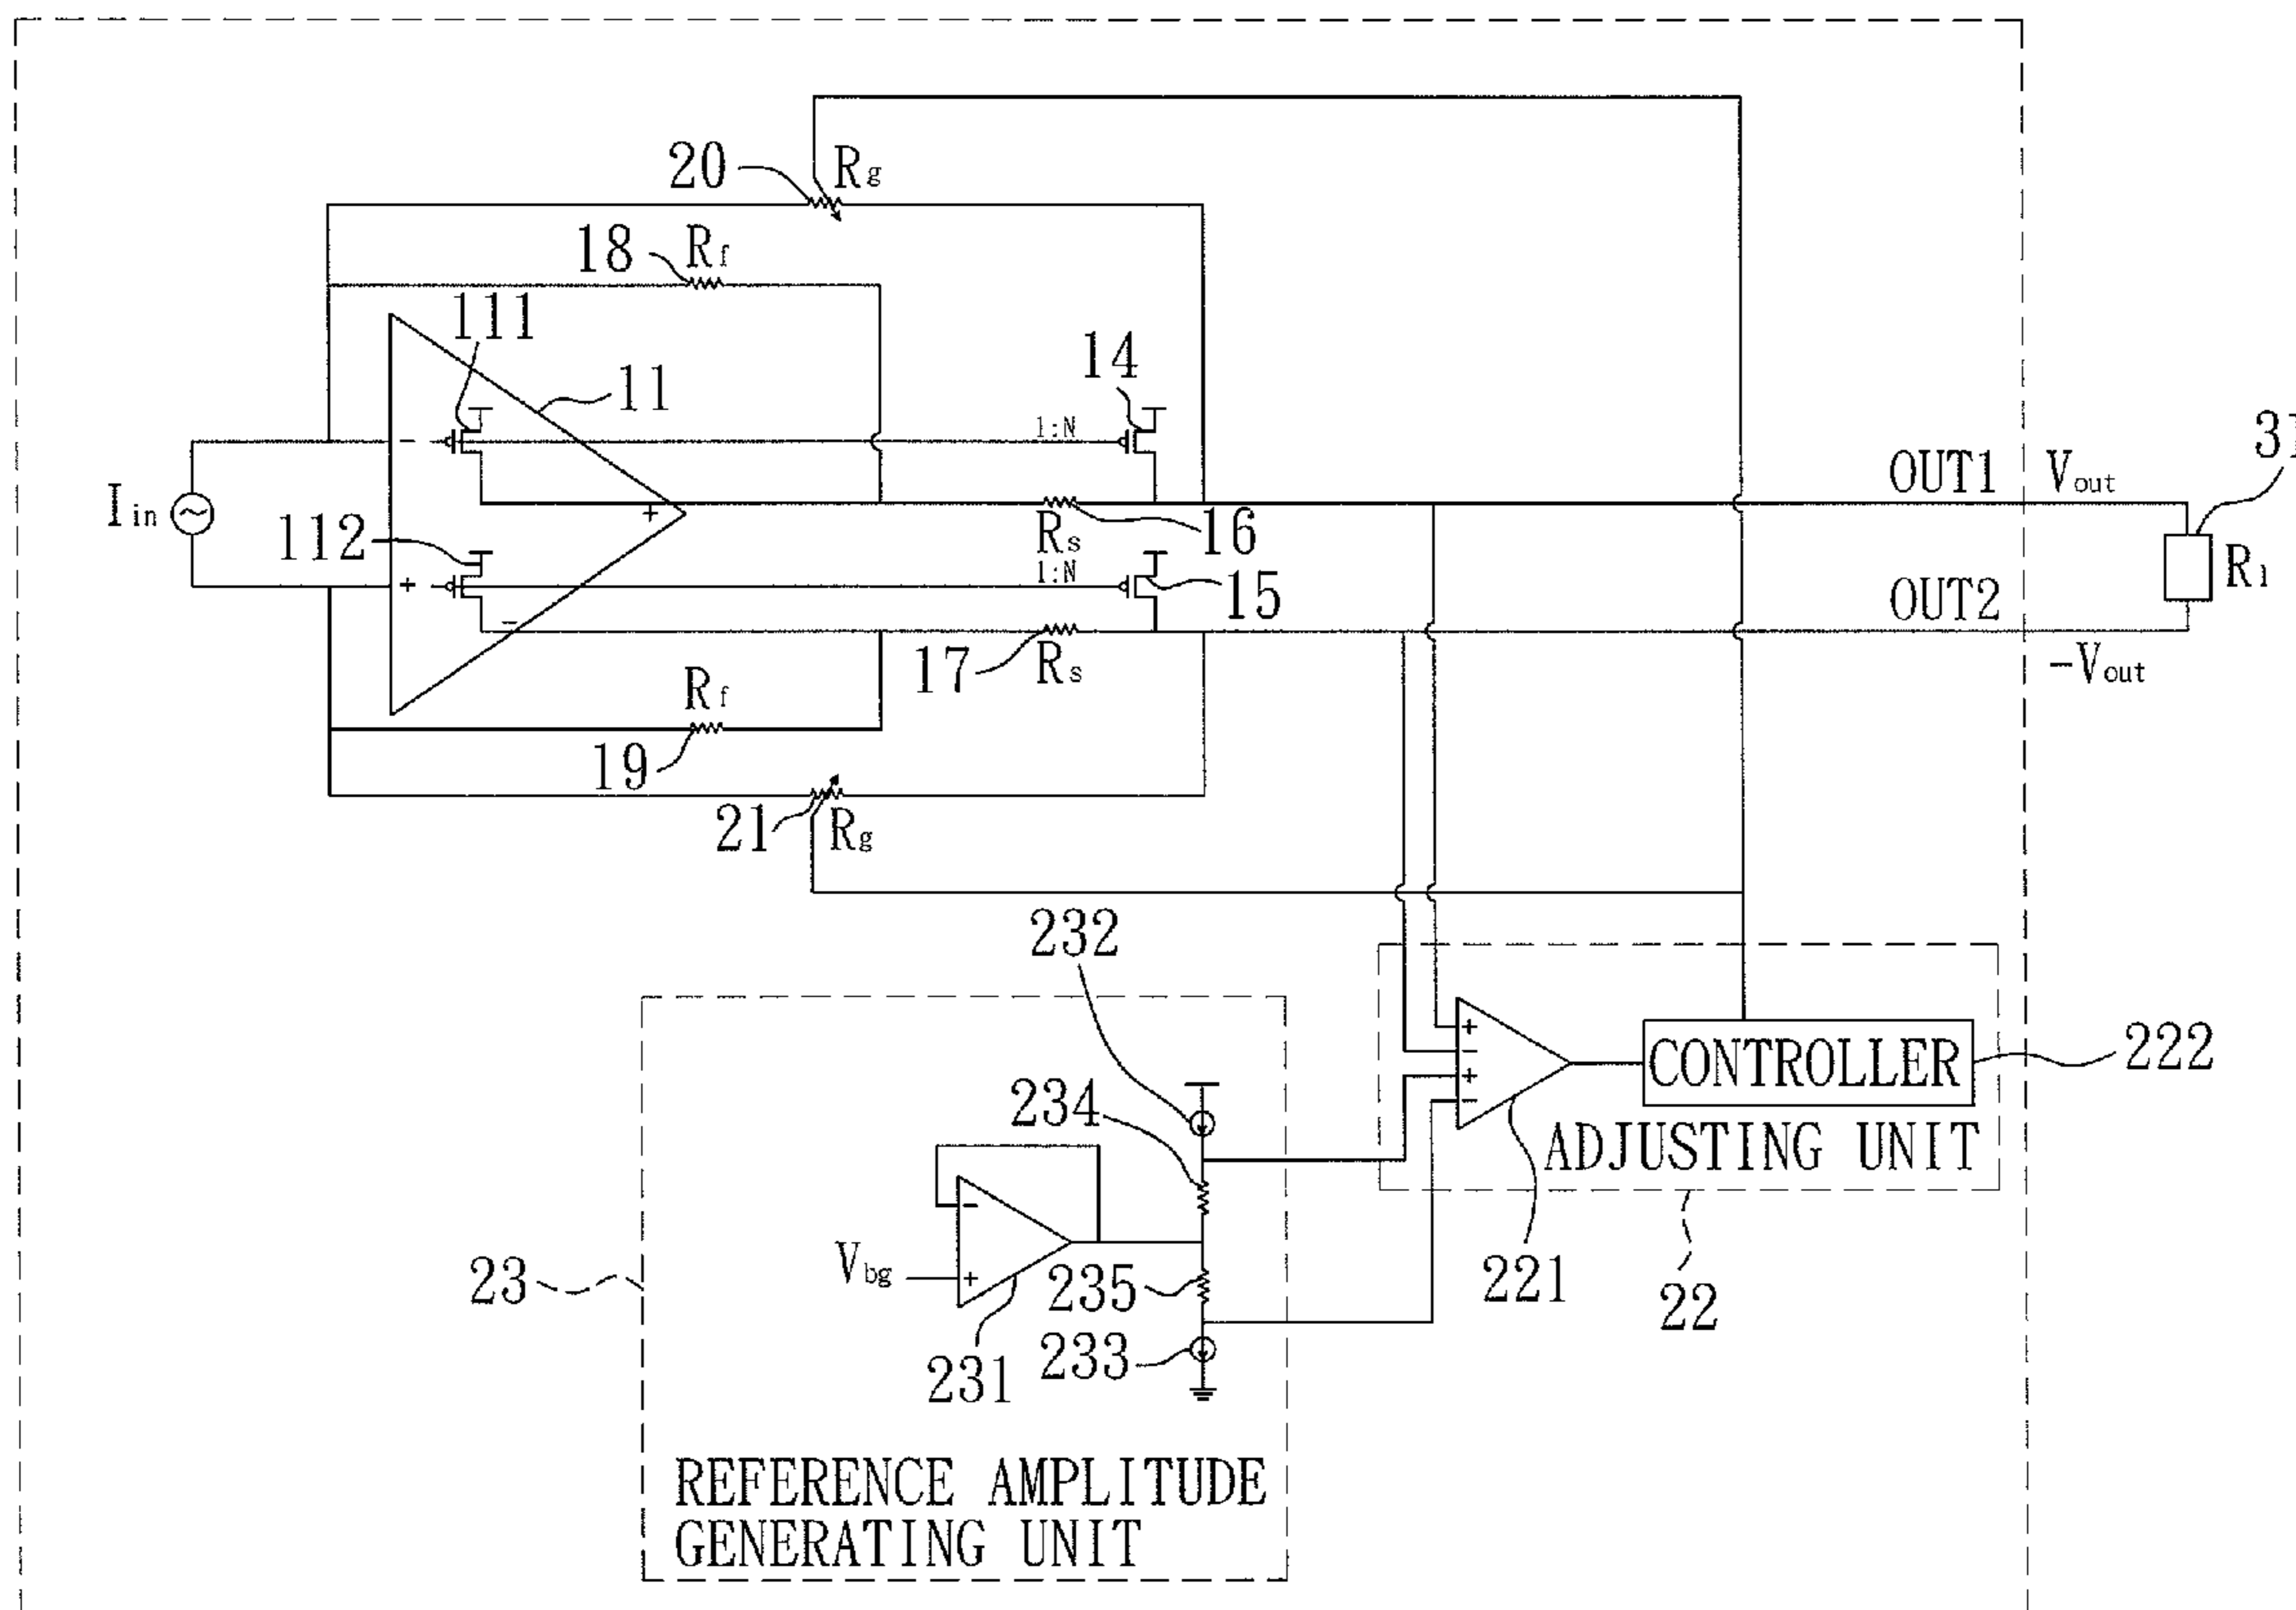 20
Rg
18
Rf
111
11
14
1:N
31
OUT1
Vout
Iin
-
+
Rs
16
112
1:N
15
R1
+
-
OUT2
17
Rs
-Vout
Rf
19
21
Rg
232
+
-
+
-
CONTROLLER
222
234
ADJUSTING UNIT
-
Vbg
+
23
235
221
22
231
233
REFERENCE AMPLITUDE
GENERATING UNIT